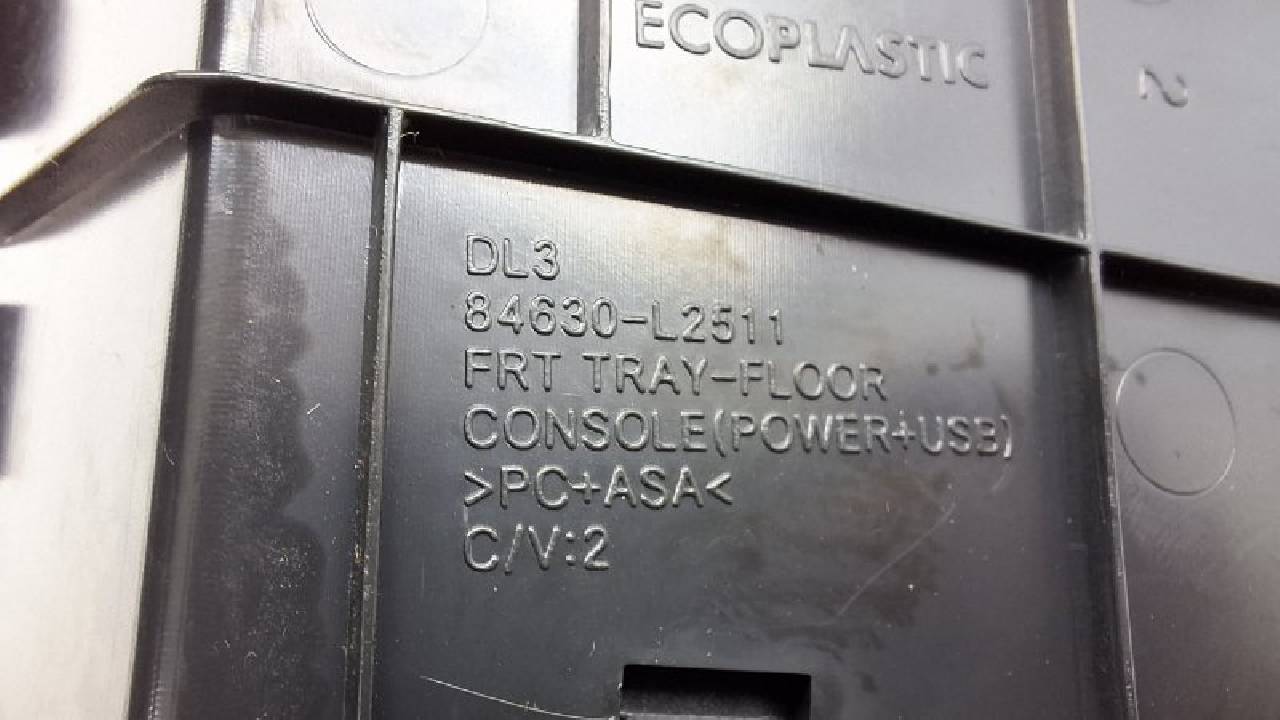 ECOPLASTIC
2
DL3
84630-L2511
FRT TRAY-FLOOR
CONSOLE(POWER+USB)
>PC+ASA<
C/V:2